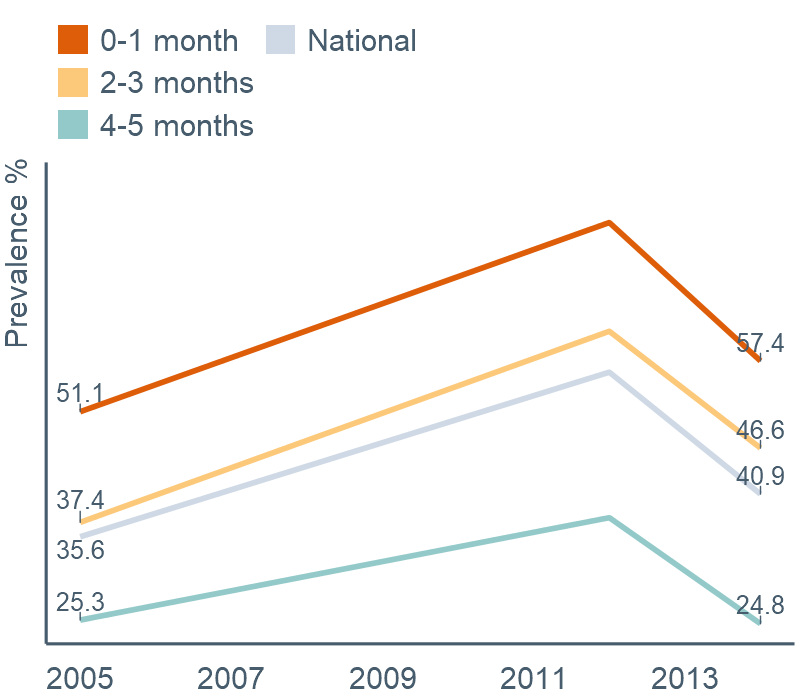 0-1 month
National
2-3 months
4-5 months
Prevalence %
57.4
51.1
46.6
40.9
37.4
35.6
25.3
24.8
2005 2007 2009 2011 2013